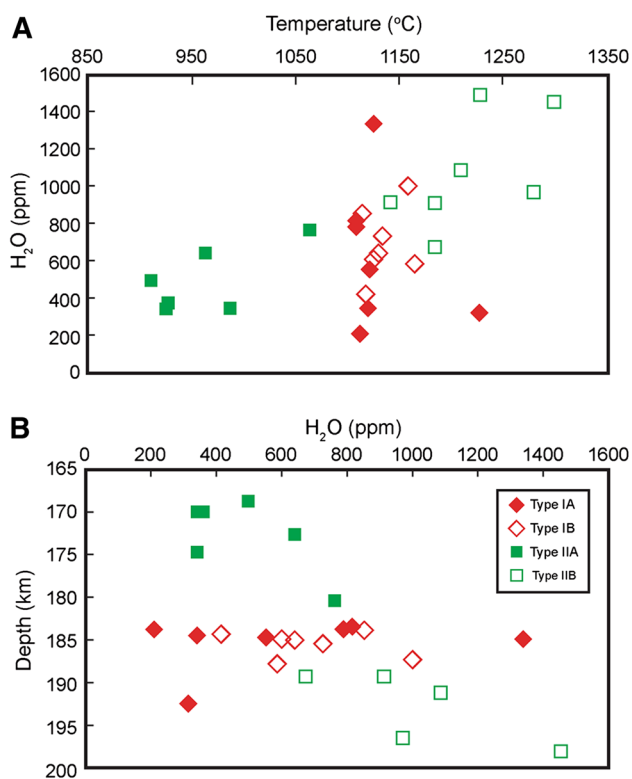 A
Temperature (°C)
850 950 1050 1150 1250 1350
1600
1400
1200
1000
800
600
400
200
0
H₂O (ppm)
B
H₂O (ppm)
0 200 400 600 800 1000 1200 1400 1600
165
170
175
180
185
190
195
200
Depth (km)
Type IA
Type IB
Type IIA
Type IIB